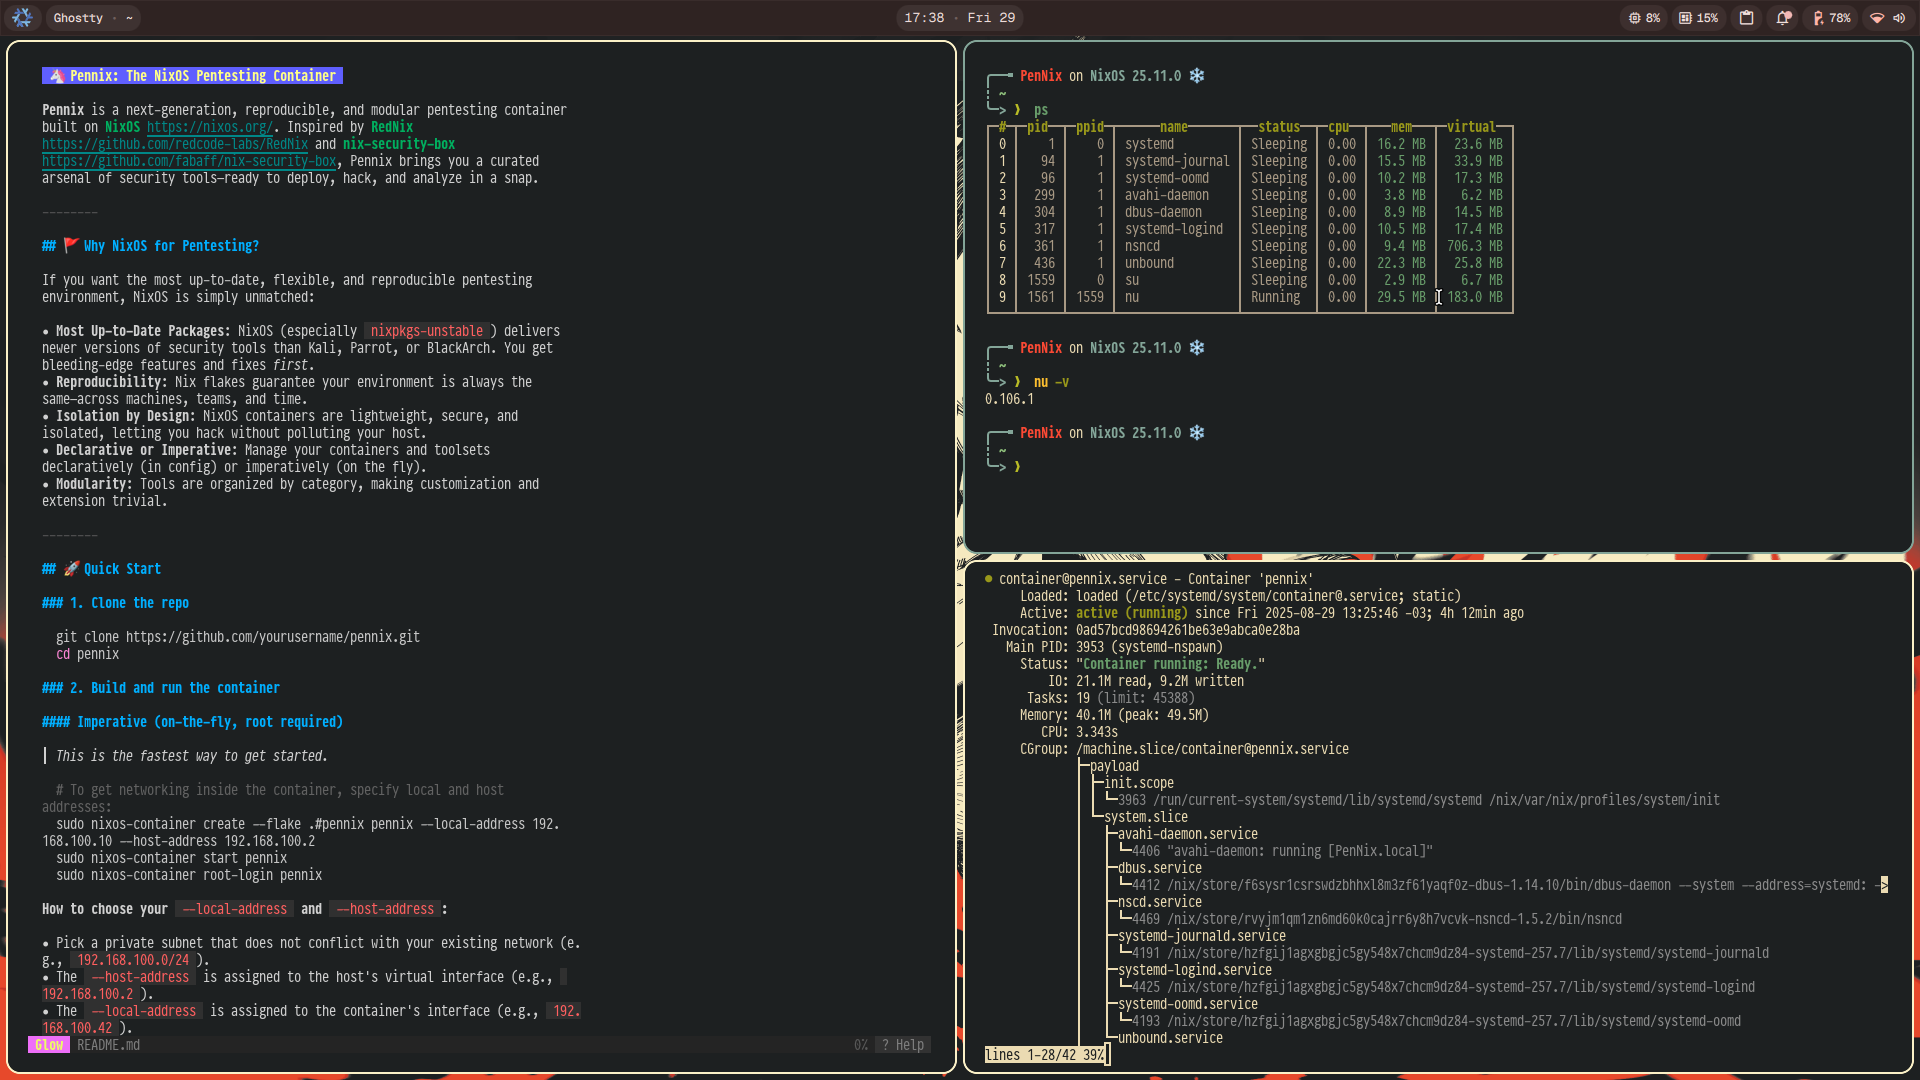 Ghostty · ~
17:38 · Fri 29
8%
15%
78%
Pennix: The NixOS Pentesting Container
Pennix is a next-generation, reproducible, and modular pentesting container
built on NixOS https://nixos.org/. Inspired by RedNix
https://github.com/redcode-labs/RedNix and nix-security-box
https://github.com/fabaff/nix-security-box, Pennix brings you a curated
arsenal of security tools—ready to deploy, hack, and analyze in a snap.
--------
## 🚩 Why NixOS for Pentesting?
If you want the most up-to-date, flexible, and reproducible pentesting
environment, NixOS is simply unmatched:
• Most Up-to-Date Packages: NixOS (especially nixpkgs-unstable ) delivers
newer versions of security tools than Kali, Parrot, or BlackArch. You get
bleeding-edge features and fixes first.
• Reproducibility: Nix flakes guarantee your environment is always the
same—across machines, teams, and time.
• Isolation by Design: NixOS containers are lightweight, secure, and
isolated, letting you hack without polluting your host.
• Declarative or Imperative: Manage your containers and toolsets
declaratively (in config) or imperatively (on the fly).
• Modularity: Tools are organized by category, making customization and
extension trivial.
--------
## 🚀 Quick Start
### 1. Clone the repo
git clone https://github.com/yourusername/pennix.git
cd pennix
### 2. Build and run the container
#### Imperative (on-the-fly, root required)
This is the fastest way to get started.
# To get networking inside the container, specify local and host
addresses:
sudo nixos-container create --flake .#pennix pennix --local-address 192.
168.100.10 --host-address 192.168.100.2
sudo nixos-container start pennix
sudo nixos-container root-login pennix
How to choose your --local-address and --host-address :
• Pick a private subnet that does not conflict with your existing network (e.
g., 192.168.100.0/24 ).
• The --host-address is assigned to the host's virtual interface (e.g.,
192.168.100.2 ).
• The --local-address is assigned to the container's interface (e.g., 192.
168.100.42 ).
Glow README.md 0% ? Help
PenNix on NixOS 25.11.0 ❄
~
> ❯ ps
# pid ppid name status cpu mem virtual
0 1 0 systemd Sleeping 0.00 16.2 MB 23.6 MB
1 94 1 systemd-journal Sleeping 0.00 15.5 MB 33.9 MB
2 96 1 systemd-oomd Sleeping 0.00 10.2 MB 17.3 MB
3 299 1 avahi-daemon Sleeping 0.00 3.8 MB 6.2 MB
4 304 1 dbus-daemon Sleeping 0.00 8.9 MB 14.5 MB
5 317 1 systemd-logind Sleeping 0.00 10.5 MB 17.4 MB
6 361 1 nsncd Sleeping 0.00 9.4 MB 706.3 MB
7 436 1 unbound Sleeping 0.00 22.3 MB 25.8 MB
8 1559 0 su Sleeping 0.00 2.9 MB 6.7 MB
9 1561 1559 nu Running 0.00 29.5 MB 183.0 MB
PenNix on NixOS 25.11.0 ❄
~
> ❯ nu -v
0.106.1
PenNix on NixOS 25.11.0 ❄
~
> ❯
● container@pennix.service - Container 'pennix'
Loaded: loaded (/etc/systemd/system/container@.service; static)
Active: active (running) since Fri 2025-08-29 13:25:46 -03; 4h 12min ago
Invocation: 0ad57bcd98694261be63e9abca0e28ba
Main PID: 3953 (systemd-nspawn)
Status: "Container running: Ready."
IO: 21.1M read, 9.2M written
Tasks: 19 (limit: 45388)
Memory: 40.1M (peak: 49.5M)
CPU: 3.343s
CGroup: /machine.slice/container@pennix.service
├─payload
├─init.scope
└─3963 /run/current-system/systemd/lib/systemd/systemd /nix/var/nix/profiles/system/init
└─system.slice
├─avahi-daemon.service
└─4406 "avahi-daemon: running [PenNix.local]"
├─dbus.service
└─4412 /nix/store/f6sysr1csrswdzbhhxl8m3zf61yaqf0z-dbus-1.14.10/bin/dbus-daemon --system --address=systemd: ->
├─nscd.service
└─4469 /nix/store/rvyjm1qm1zn6md60k0cajrr6y8h7vcvk-nsncd-1.5.2/bin/nsncd
├─systemd-journald.service
└─4191 /nix/store/hzfgij1agxgbgjc5gy548x7chcm9dz84-systemd-257.7/lib/systemd/systemd-journald
├─systemd-logind.service
└─4425 /nix/store/hzfgij1agxgbgjc5gy548x7chcm9dz84-systemd-257.7/lib/systemd/systemd-logind
├─systemd-oomd.service
└─4193 /nix/store/hzfgij1agxgbgjc5gy548x7chcm9dz84-systemd-257.7/lib/systemd/systemd-oomd
└─unbound.service
lines 1-28/42 39%